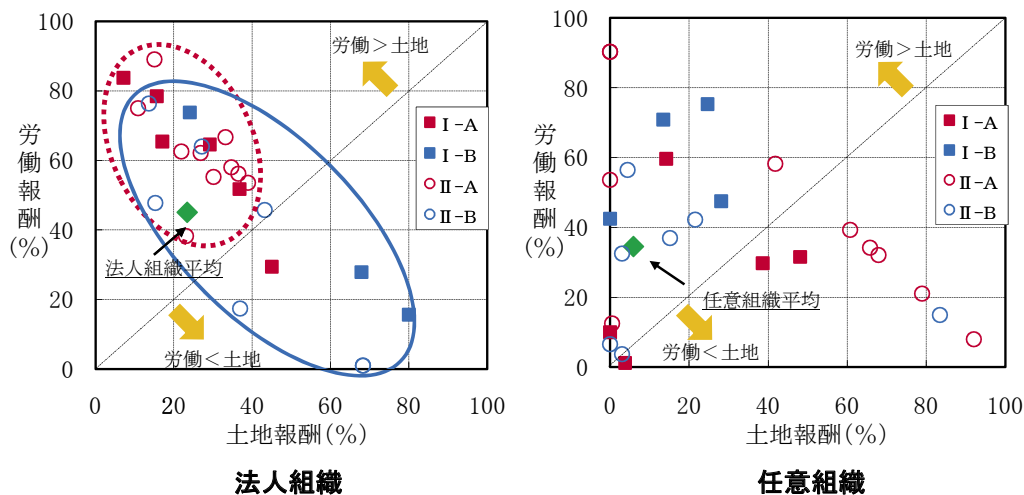 100
80
60
40
20
0
労働報酬(%)
労働＞土地
Ⅰ-A
Ⅰ-B
Ⅱ-A
Ⅱ-B
法人組織平均
労働＜土地
0 20 40 60 80 100
土地報酬(%)
法人組織
100
80
60
40
20
0
労働報酬(%)
労働＞土地
Ⅰ-A
Ⅰ-B
Ⅱ-A
Ⅱ-B
任意組織平均
労働＜土地
0 20 40 60 80 100
土地報酬(%)
任意組織